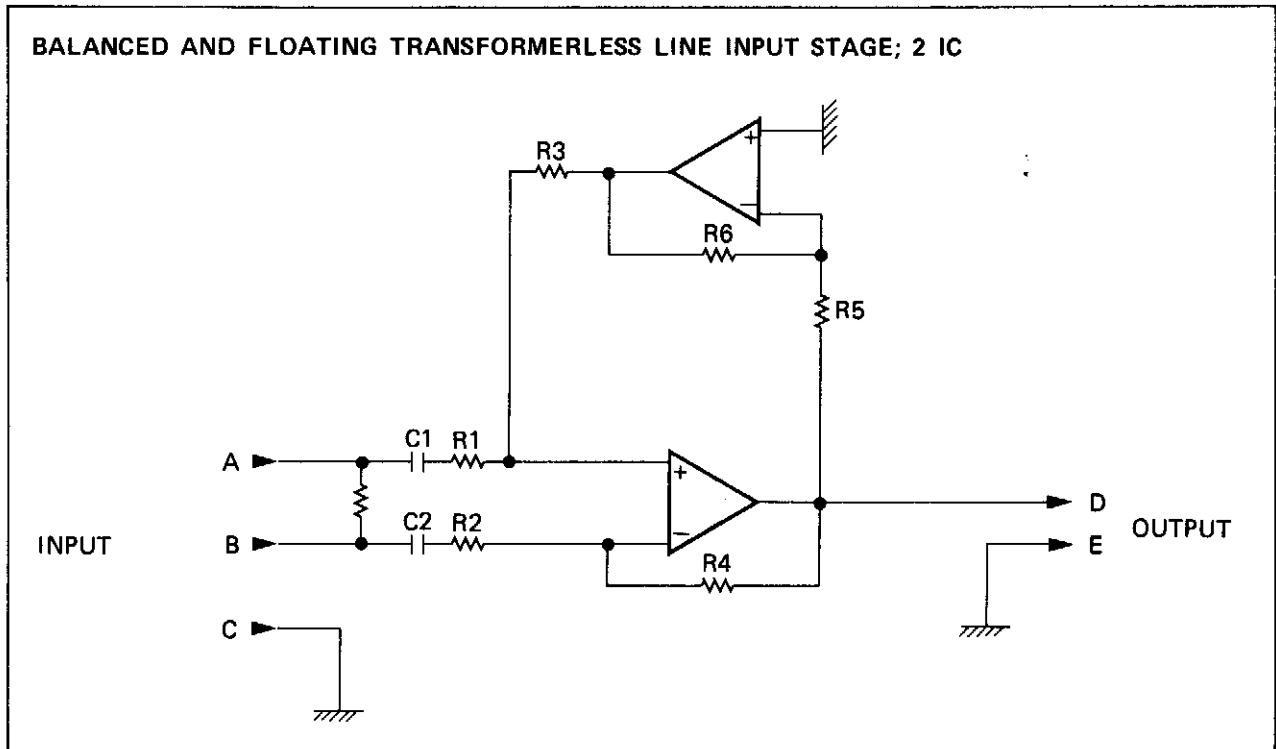 BALANCED AND FLOATING TRANSFORMERLESS LINE INPUT STAGE; 2 IC
R3
+
−
R6
R5
C1 R1
A
+
C2 R2
D
INPUT
B
−
E
OUTPUT
R4
C